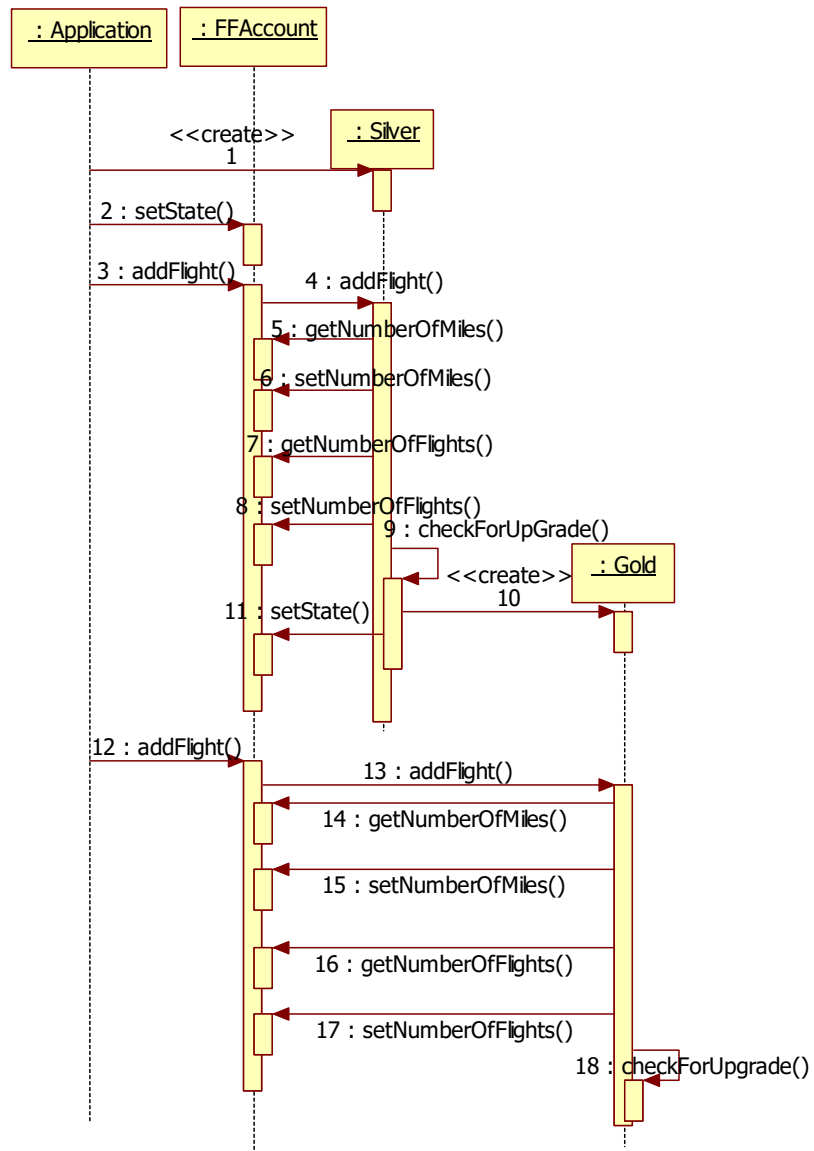 : Application
: FFAccount
: Silver
<<create>>
1
2 : setState()
3 : addFlight()
4 : addFlight()
5 : getNumberOfMiles()
6 : setNumberOfMiles()
7 : getNumberOfFlights()
8 : setNumberOfFlights()
9 : checkForUpGrade()
: Gold
<<create>>
10
11 : setState()
12 : addFlight()
13 : addFlight()
14 : getNumberOfMiles()
15 : setNumberOfMiles()
16 : getNumberOfFlights()
17 : setNumberOfFlights()
18 : checkForUpgrade()